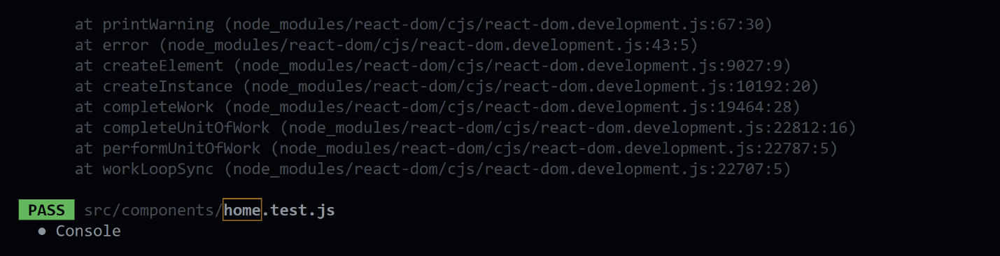 at printWarning (node_modules/react-dom/cjs/react-dom.development.js:67:30)
at error (node_modules/react-dom/cjs/react-dom.development.js:43:5)
at createElement (node_modules/react-dom/cjs/react-dom.development.js:9027:9)
at createInstance (node_modules/react-dom/cjs/react-dom.development.js:10192:20)
at completeWork (node_modules/react-dom/cjs/react-dom.development.js:19464:28)
at completeUnitOfWork (node_modules/react-dom/cjs/react-dom.development.js:22812:16)
at performUnitOfWork (node_modules/react-dom/cjs/react-dom.development.js:22787:5)
at workLoopSync (node_modules/react-dom/cjs/react-dom.development.js:22707:5)
PASS src/components/home.test.js
● Console